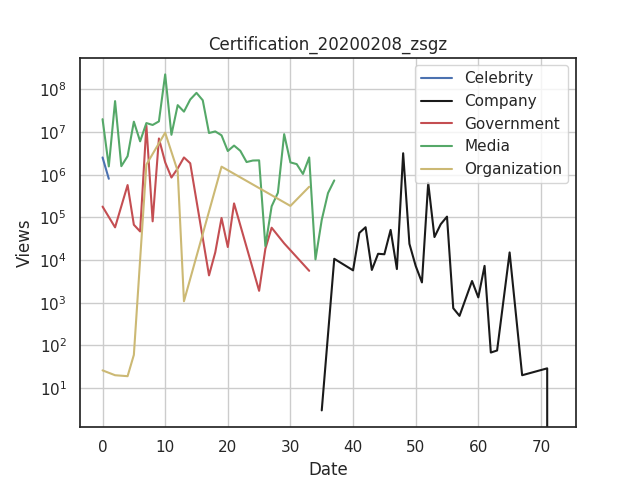 Certification_20200208_zsgz
Celebrity
Company
Government
Media
Organization
Views
10^8
10^7
10^6
10^5
10^4
10^3
10^2
10^1
0 10 20 30 40 50 60 70
Date